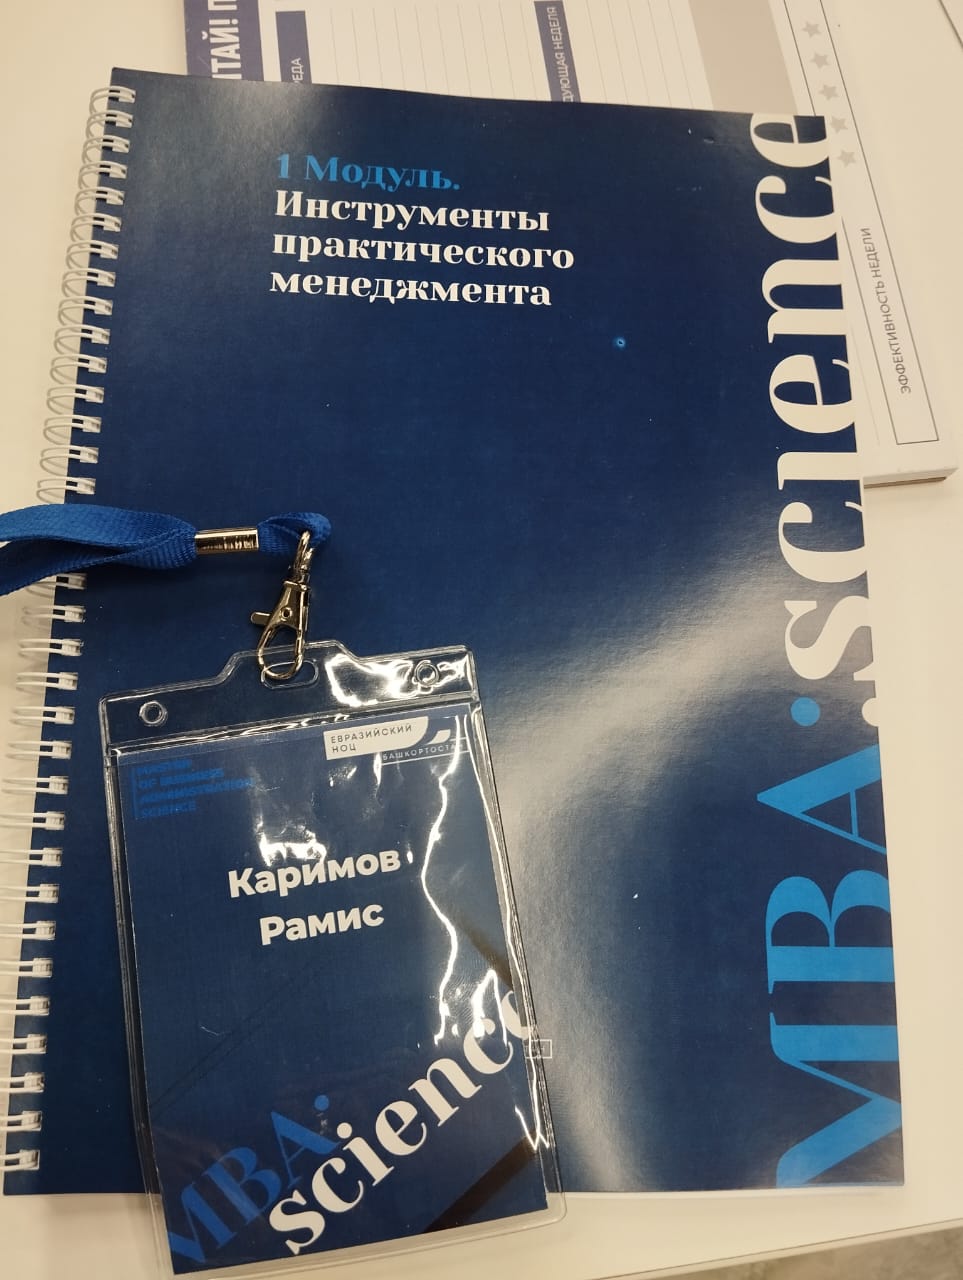 ЭФФЕКТИВНОСТЬ НЕДЕЛИ
1 Модуль.
Инструменты
практического
менеджмента
MBA.science
ЕВРАЗИЙСКИЙ
НОЦ
MASTER
OF BUSINESS
ADMINISTRATION
SCIENCE
Каримов
Рамис
MBA.
science